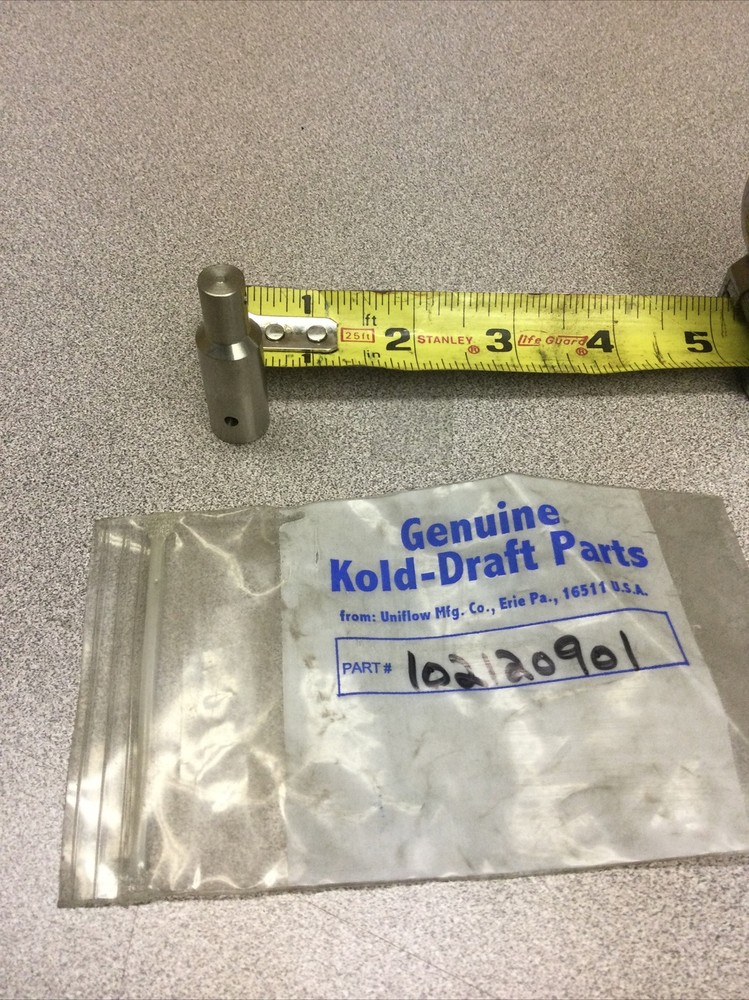 1 ft 25ft 2 STANLEY® life Guard® 3 4 5
1 in
Genuine
Kold-Draft Parts
from: Uniflow Mfg. Co., Erie Pa., 16511 U.S.A.
PART# 102120901